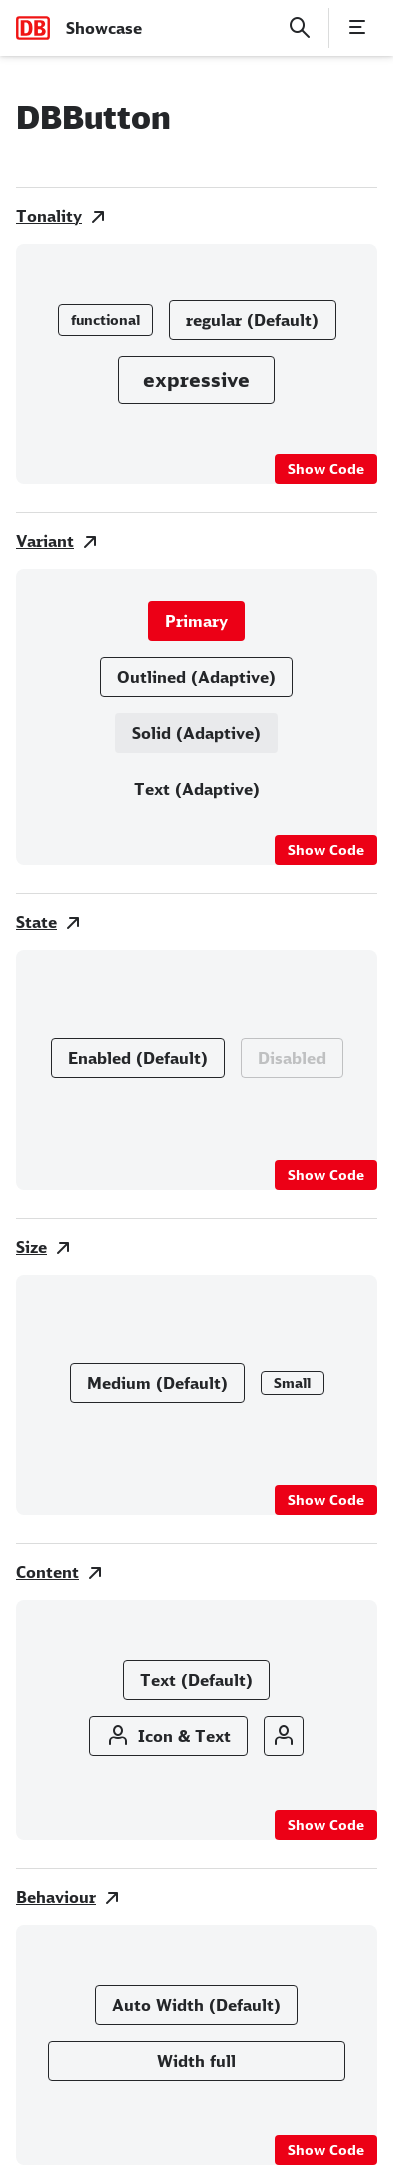 DB Showcase
DBButton
Tonality
functional regular (Default)
expressive
Show Code
Variant
Primary
Outlined (Adaptive)
Solid (Adaptive)
Text (Adaptive)
Show Code
State
Enabled (Default) Disabled
Show Code
Size
Medium (Default) Small
Show Code
Content
Text (Default)
Icon & Text
Show Code
Behaviour
Auto Width (Default)
Width full
Show Code